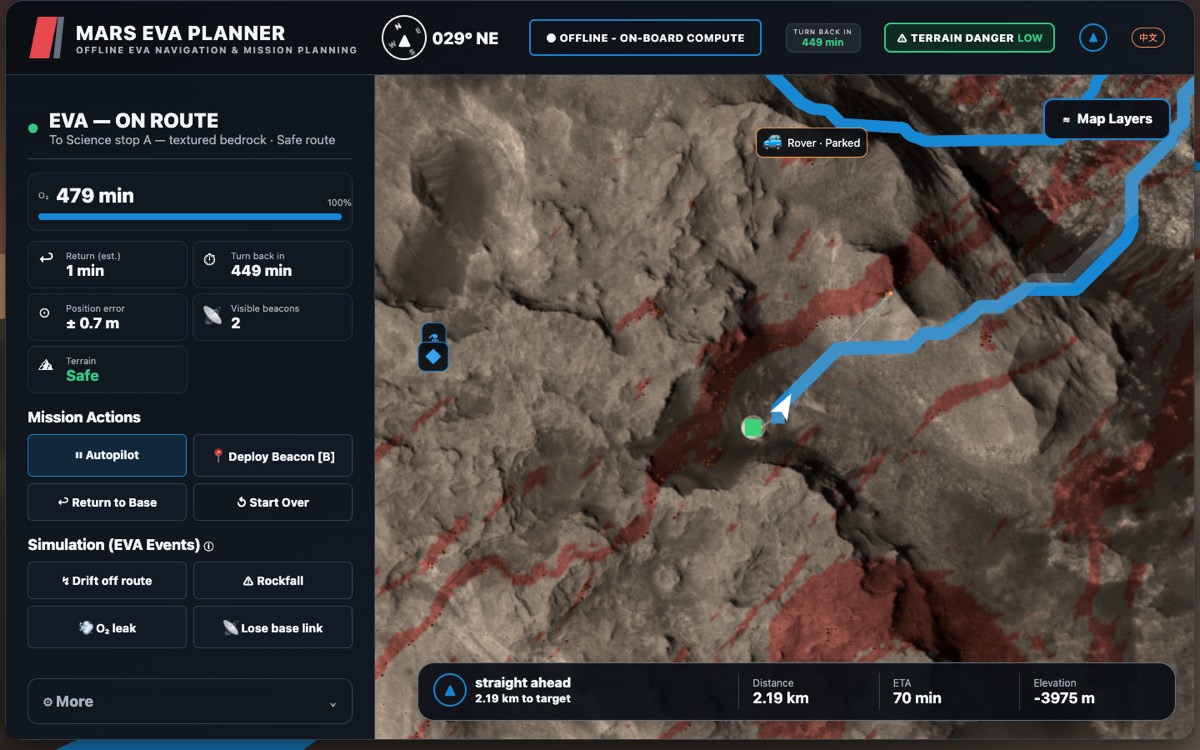 MARS EVA PLANNER
OFFLINE EVA NAVIGATION & MISSION PLANNING
N
E
S
W
029° NE
OFFLINE - ON-BOARD COMPUTE
TURN BACK IN
449 min
TERRAIN DANGER LOW
中文
EVA — ON ROUTE
To Science stop A — textured bedrock · Safe route
O₂ 479 min
100%
Return (est.)
1 min
Turn back in
449 min
Position error
± 0.7 m
Visible beacons
2
Terrain
Safe
Mission Actions
Autopilot
Deploy Beacon [B]
Return to Base
Start Over
Simulation (EVA Events)
Drift off route
Rockfall
O₂ leak
Lose base link
More
Map Layers
Rover · Parked
straight ahead
2.19 km to target
Distance
2.19 km
ETA
70 min
Elevation
-3975 m